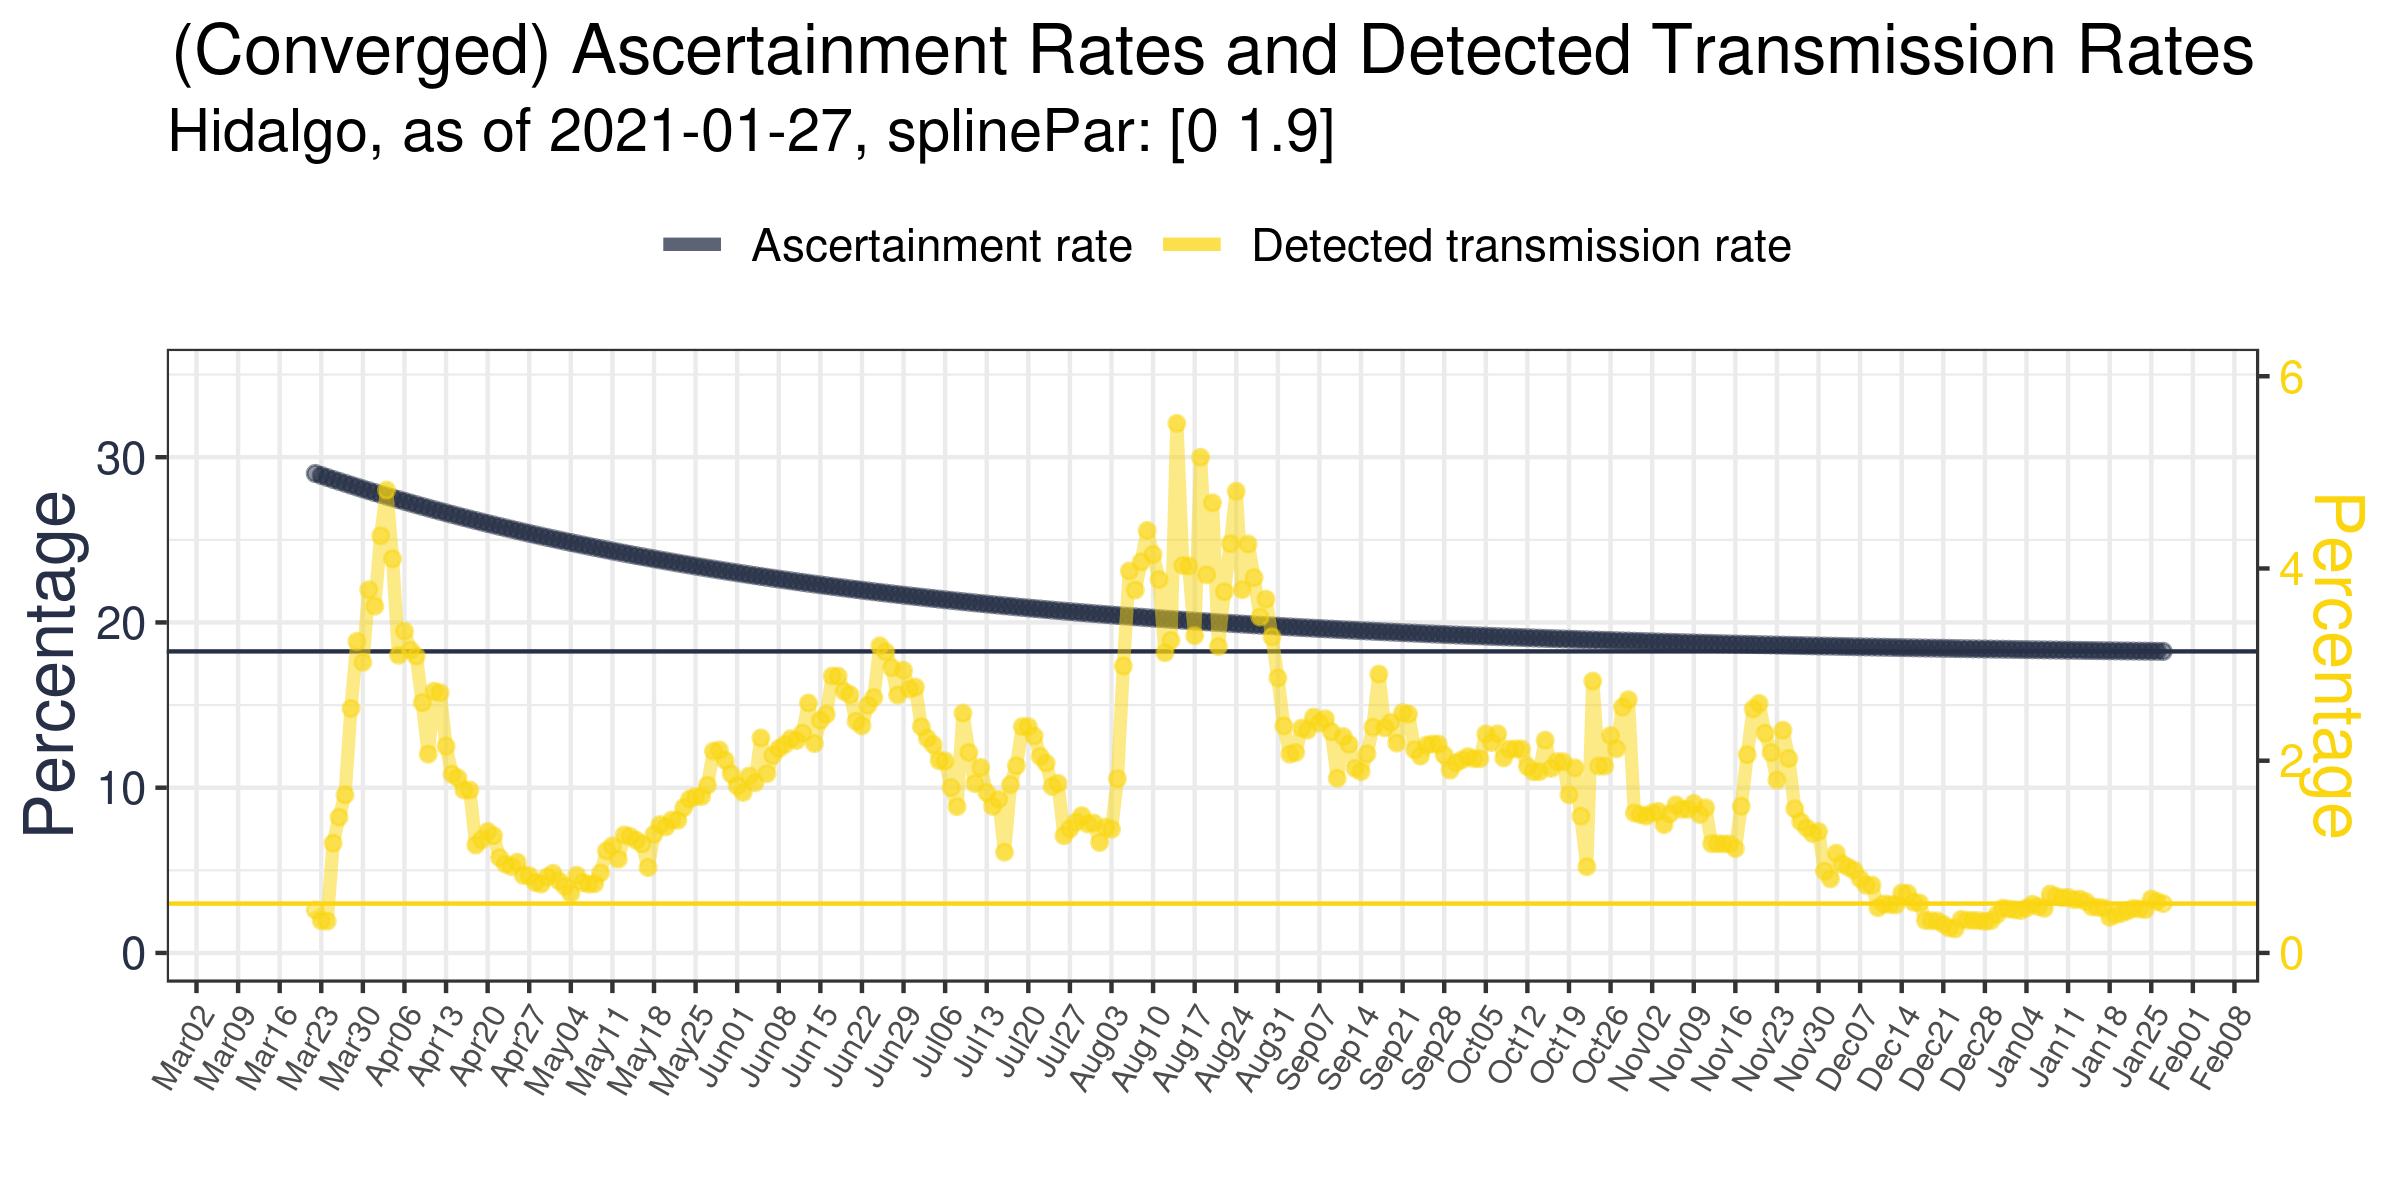 (Converged) Ascertainment Rates and Detected Transmission Rates
Hidalgo, as of 2021-01-27, splinePar: [0 1.9]
Ascertainment rate Detected transmission rate
Percentage
30
20
10
0
6
4
2
0
Percentage
Mar02 Mar09 Mar16 Mar23 Mar30 Apr06 Apr13 Apr20 Apr27 May04 May11 May18 May25 Jun01 Jun08 Jun15 Jun22 Jun29 Jul06 Jul13 Jul20 Jul27 Aug03 Aug10 Aug17 Aug24 Aug31 Sep07 Sep14 Sep21 Sep28 Oct05 Oct12 Oct19 Oct26 Nov02 Nov09 Nov16 Nov23 Nov30 Dec07 Dec14 Dec21 Dec28 Jan04 Jan11 Jan18 Jan25 Feb01 Feb08